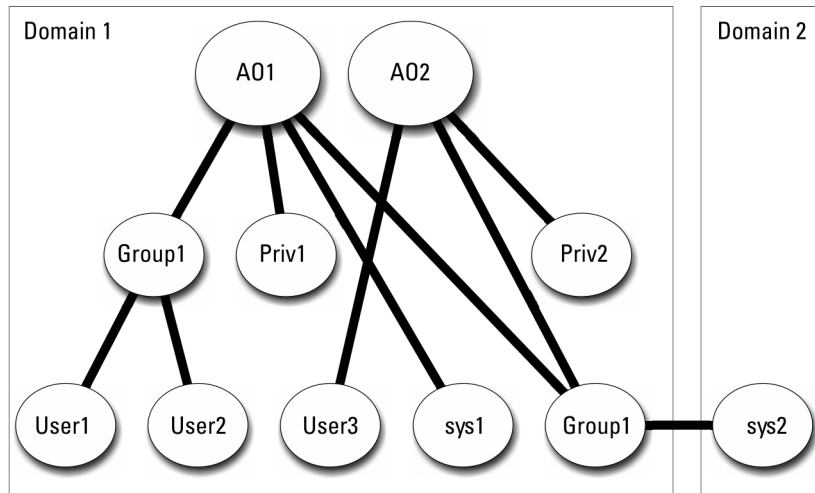 Domain 1
Domain 2
AO1
AO2
Group1
Priv1
Priv2
User1
User2
User3
sys1
Group1
sys2